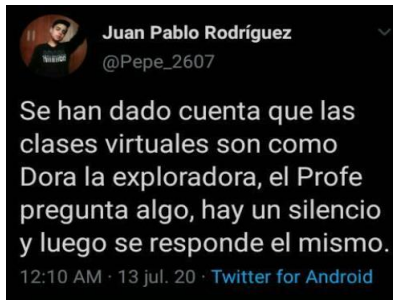 Juan Pablo Rodríguez
@Pepe_2607
Se han dado cuenta que las
clases virtuales son como
Dora la exploradora, el Profe
pregunta algo, hay un silencio
y luego se responde el mismo.
12:10 AM · 13 jul. 20 · Twitter for Android